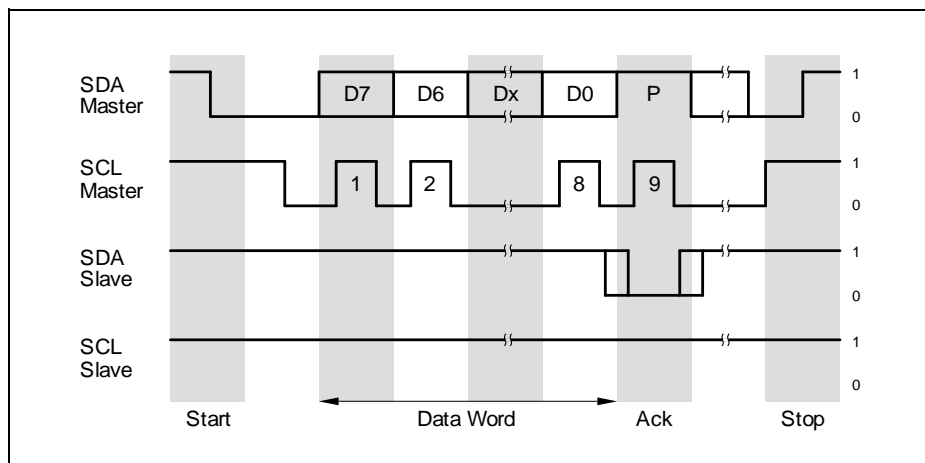 SDA
Master
D7 D6 Dx D0 P
1
0
SCL
Master
1 2 8 9
1
0
SDA
Slave
1
0
SCL
Slave
1
0
Start Data Word Ack Stop